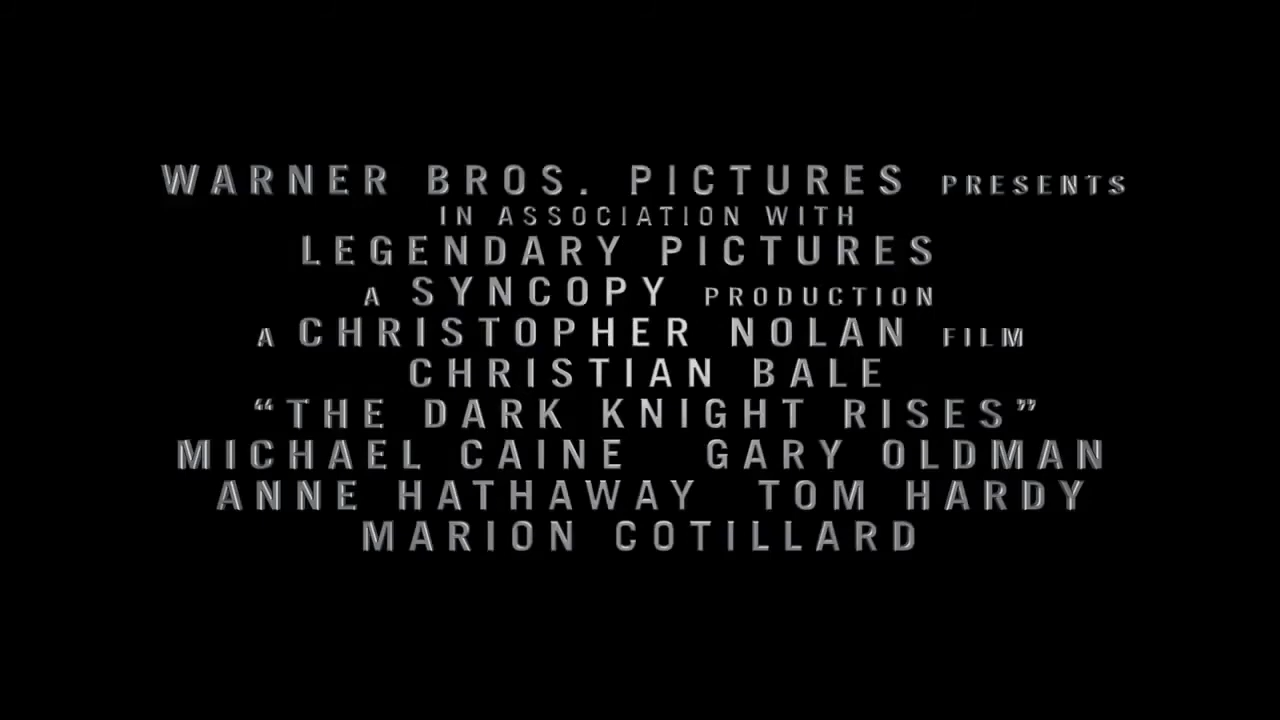 WARNER BROS. PICTURES PRESENTS
IN ASSOCIATION WITH
LEGENDARY PICTURES
A SYNCOPY PRODUCTION
A CHRISTOPHER NOLAN FILM
CHRISTIAN BALE
“THE DARK KNIGHT RISES”
MICHAEL CAINE GARY OLDMAN
ANNE HATHAWAY TOM HARDY
MARION COTILLARD